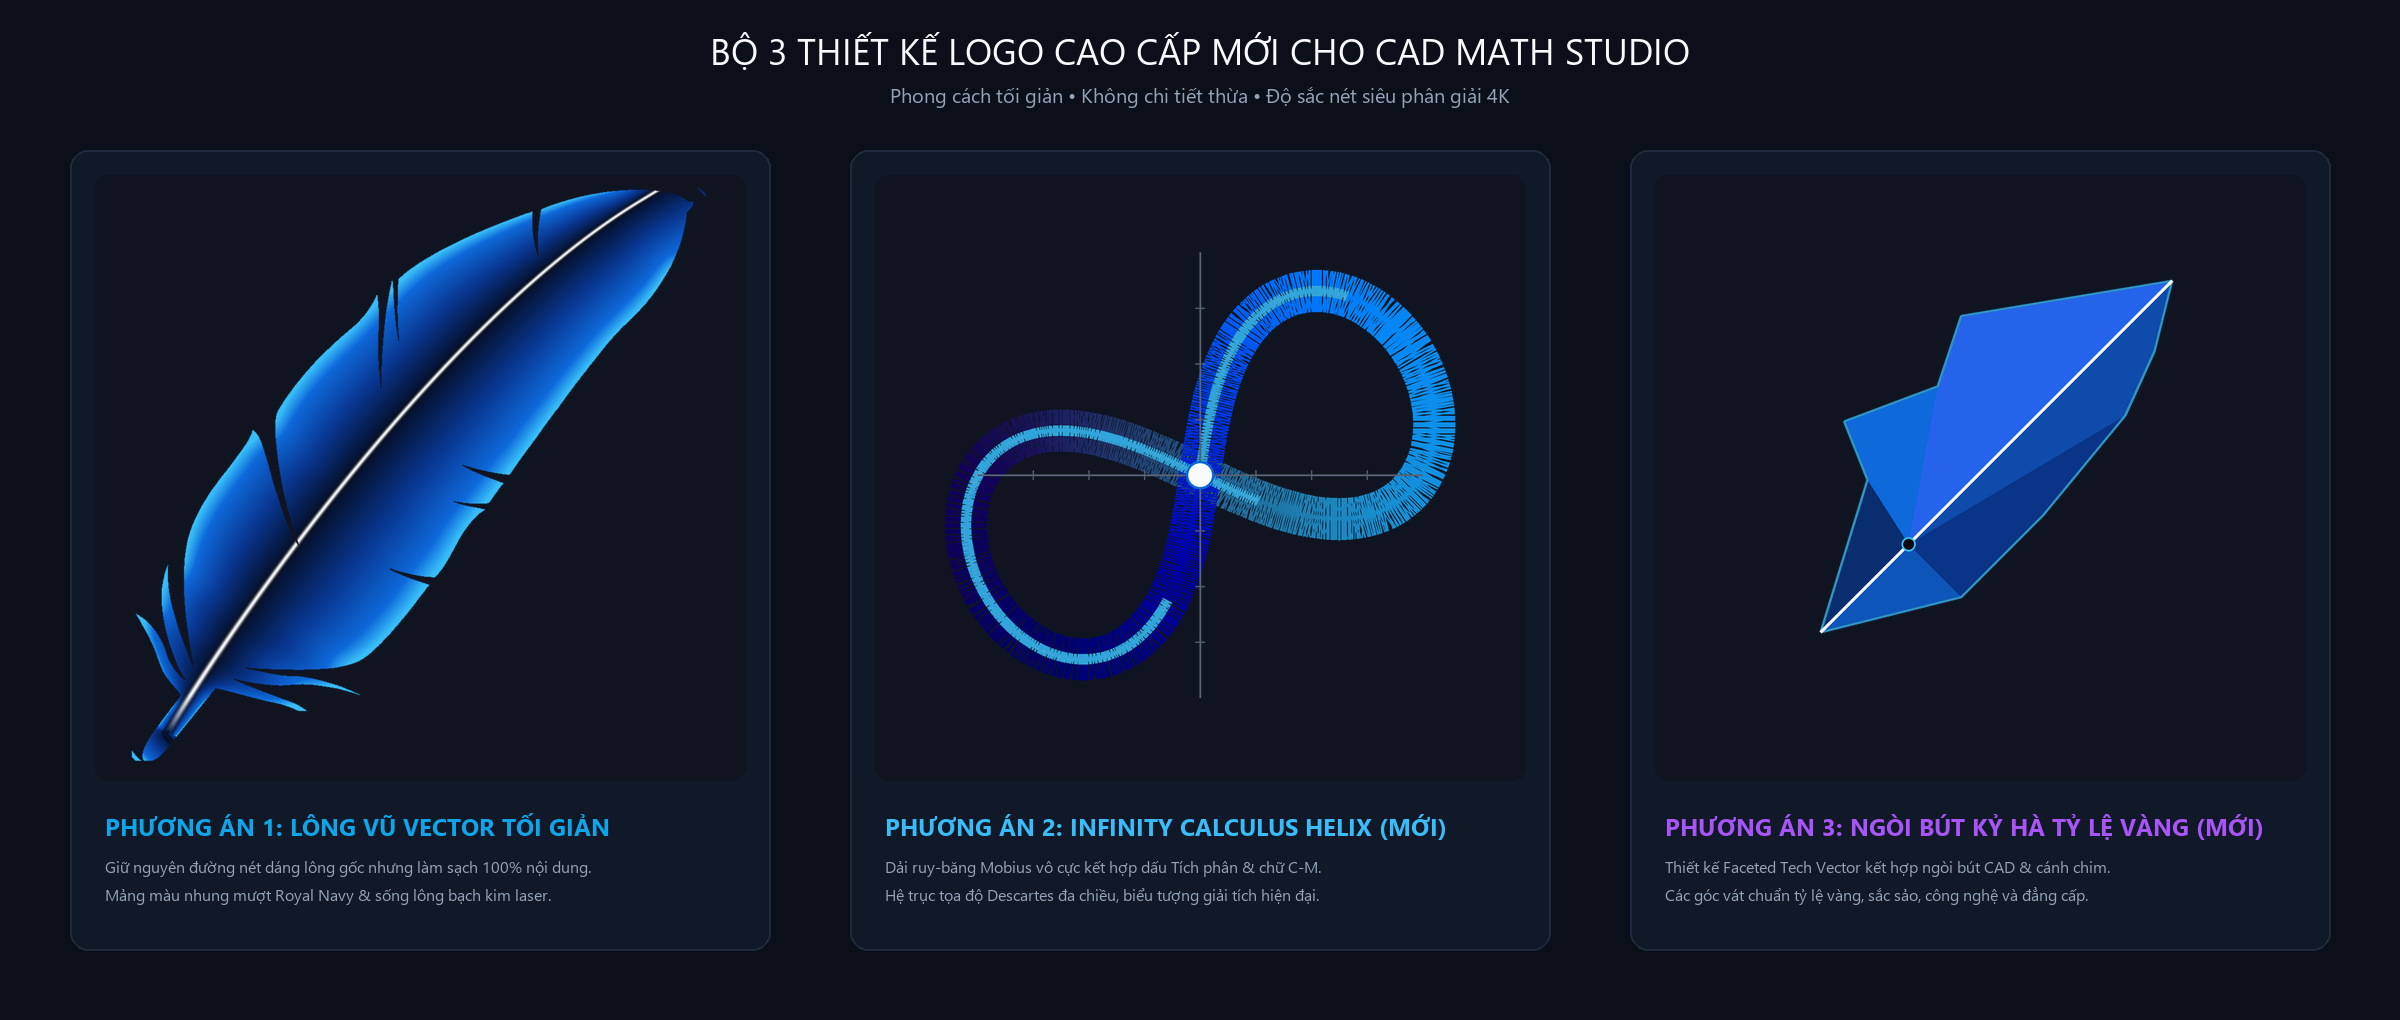 BỘ 3 THIẾT KẾ LOGO CAO CẤP MỚI CHO CAD MATH STUDIO
Phong cách tối giản • Không chi tiết thừa • Độ sắc nét siêu phân giải 4K
PHƯƠNG ÁN 1: LÔNG VŨ VECTOR TỐI GIẢN
Giữ nguyên đường nét dáng lông gốc nhưng làm sạch 100% nội dung.
Mảng màu nhung mượt Royal Navy & sống lông bạch kim laser.
PHƯƠNG ÁN 2: INFINITY CALCULUS HELIX (MỚI)
Dải ruy-băng Mobius vô cực kết hợp dấu Tích phân & chữ C-M.
Hệ trục tọa độ Descartes đa chiều, biểu tượng giải tích hiện đại.
PHƯƠNG ÁN 3: NGÒI BÚT KỶ HÀ TỶ LỆ VÀNG (MỚI)
Thiết kế Faceted Tech Vector kết hợp ngòi bút CAD & cánh chim.
Các góc vát chuẩn tỷ lệ vàng, sắc sảo, công nghệ và đẳng cấp.